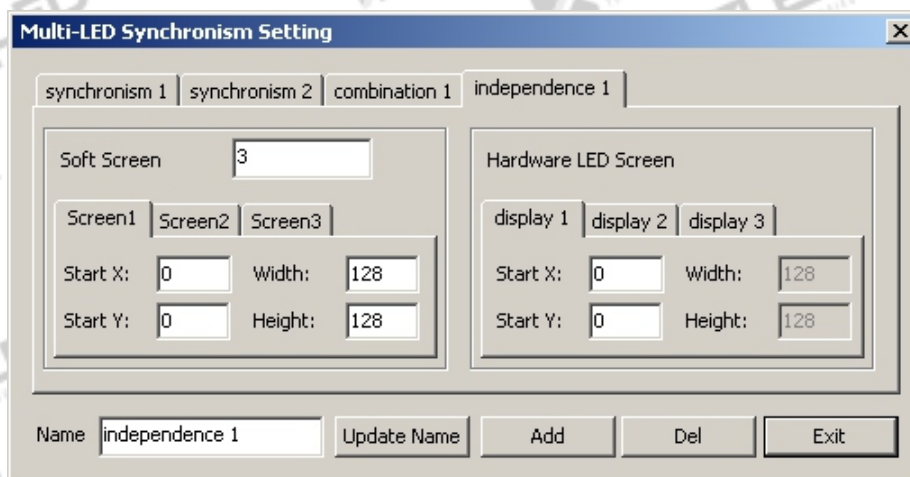 Multi-LED Synchronism Setting
synchronism 1 synchronism 2 combination 1 independence 1
Soft Screen 3
Screen1 Screen2 Screen3
Start X: 0 Width: 128
Start Y: 0 Height: 128
Hardware LED Screen
display 1 display 2 display 3
Start X: 0 Width: 128
Start Y: 0 Height: 128
Name independence 1 Update Name Add Del Exit